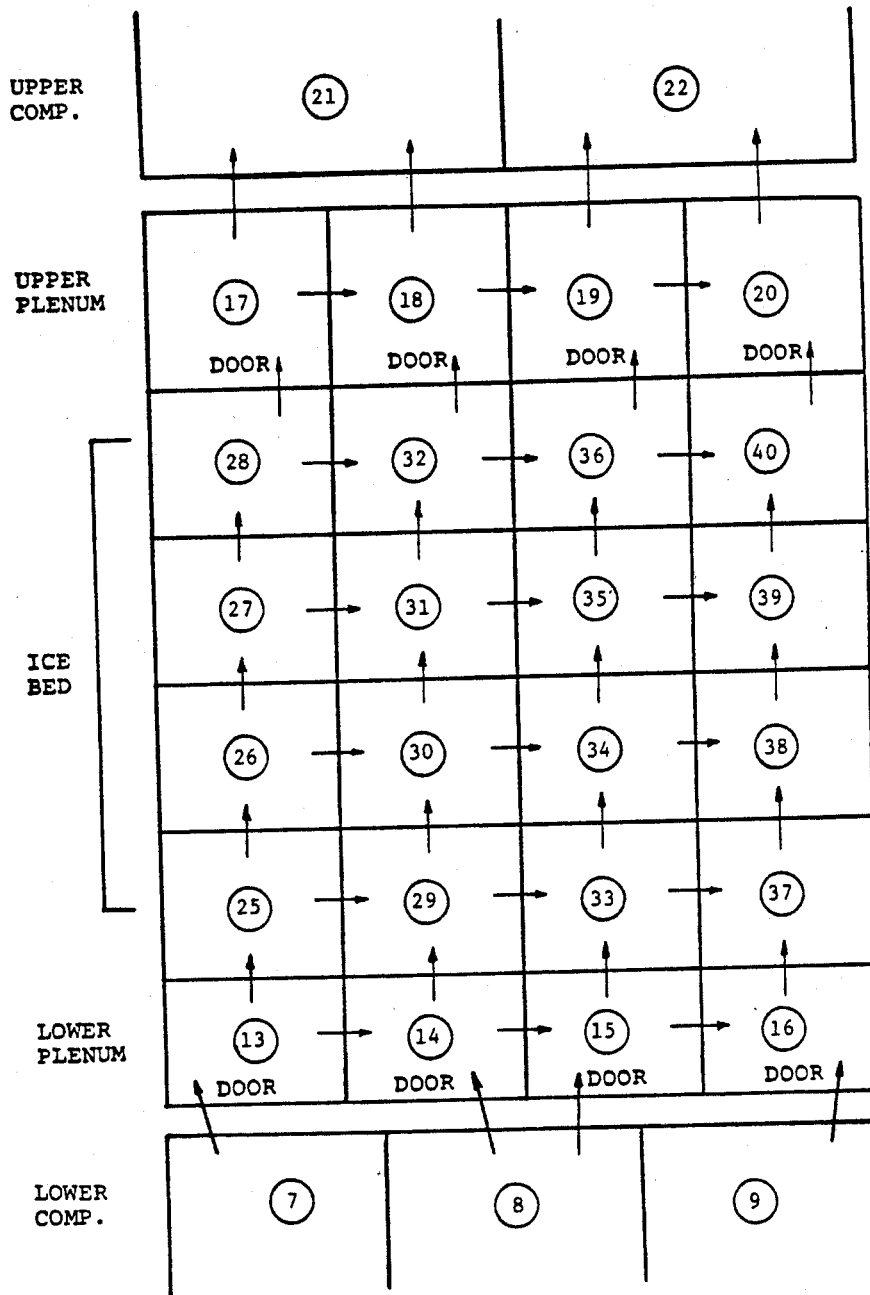 UPPER
COMP.
21
22
UPPER
PLENUM
17
18
19
20
DOOR
DOOR
DOOR
DOOR
28
32
36
40
27
31
35
39
ICE
BED
26
30
34
38
25
29
33
37
LOWER
PLENUM
13
14
15
16
DOOR
DOOR
DOOR
DOOR
LOWER
COMP.
7
8
9